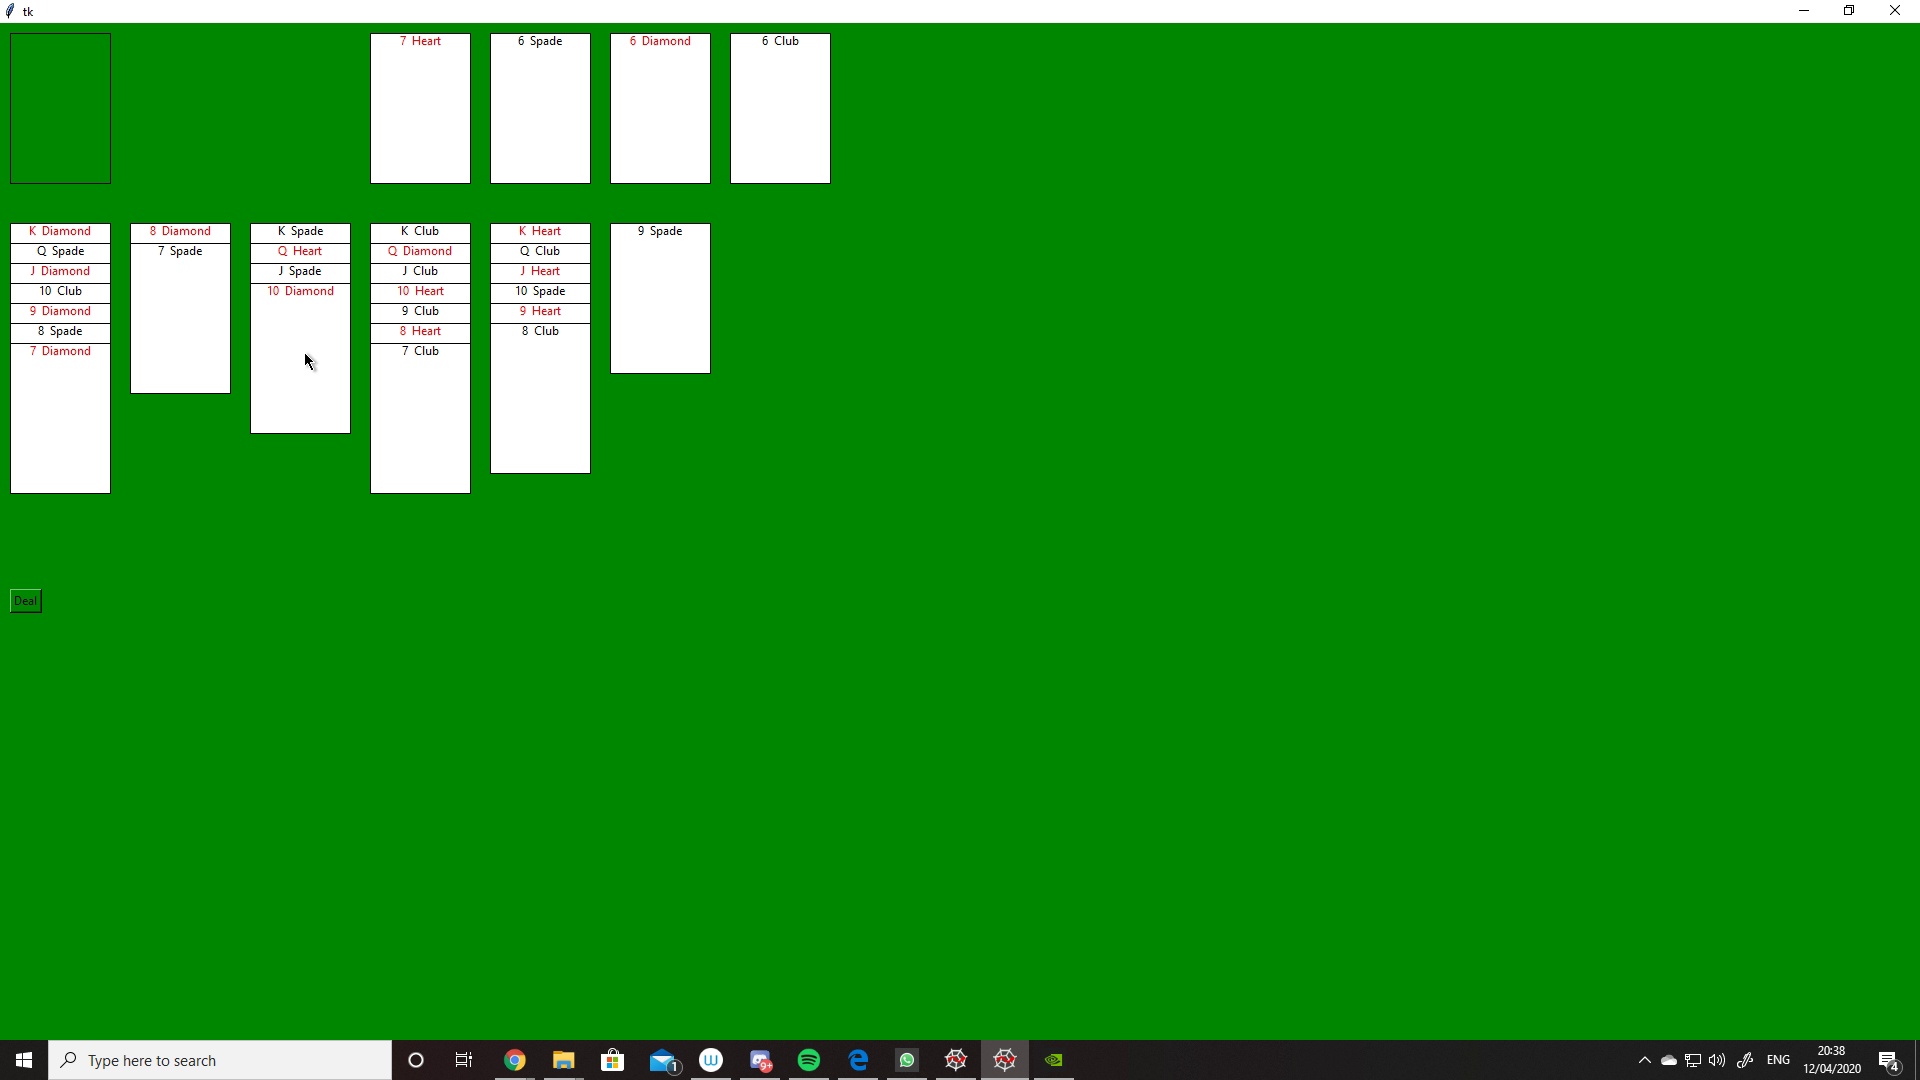 tk
7 Heart
6 Spade
6 Diamond
6 Club
K Diamond
Q Spade
J Diamond
10 Club
9 Diamond
8 Spade
7 Diamond
8 Diamond
7 Spade
K Spade
Q Heart
J Spade
10 Diamond
K Club
Q Diamond
J Club
10 Heart
9 Club
8 Heart
7 Club
K Heart
Q Club
J Heart
10 Spade
9 Heart
8 Club
9 Spade
Deal
Type here to search
1
W
9+
ENG
20:38
12/04/2020
4